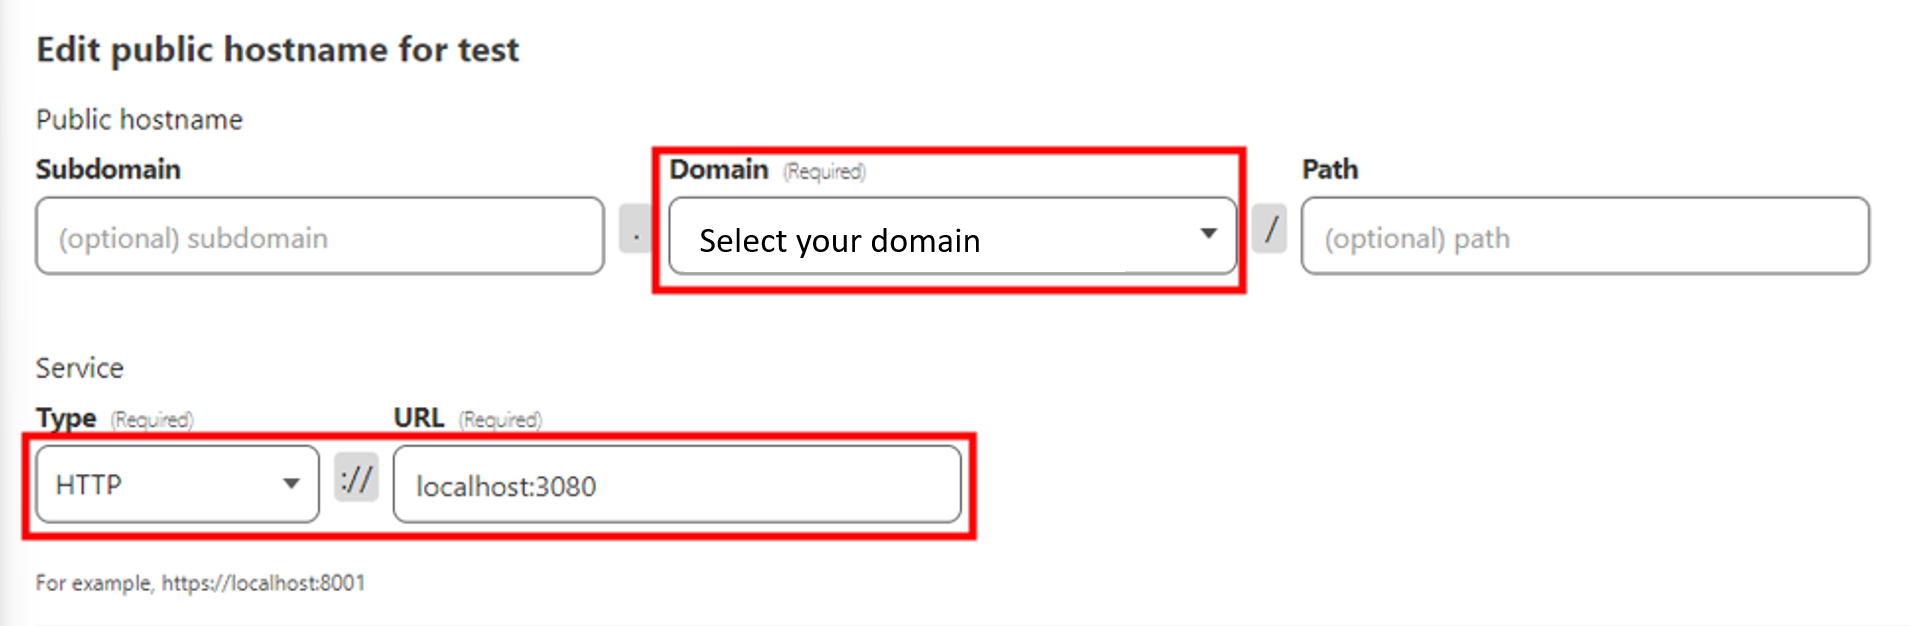 Edit public hostname for test
Public hostname
Subdomain Domain (Required) Path
(optional) subdomain . Select your domain / (optional) path
Service
Type (Required) URL (Required)
HTTP :// localhost:3080
For example, https://localhost:8001